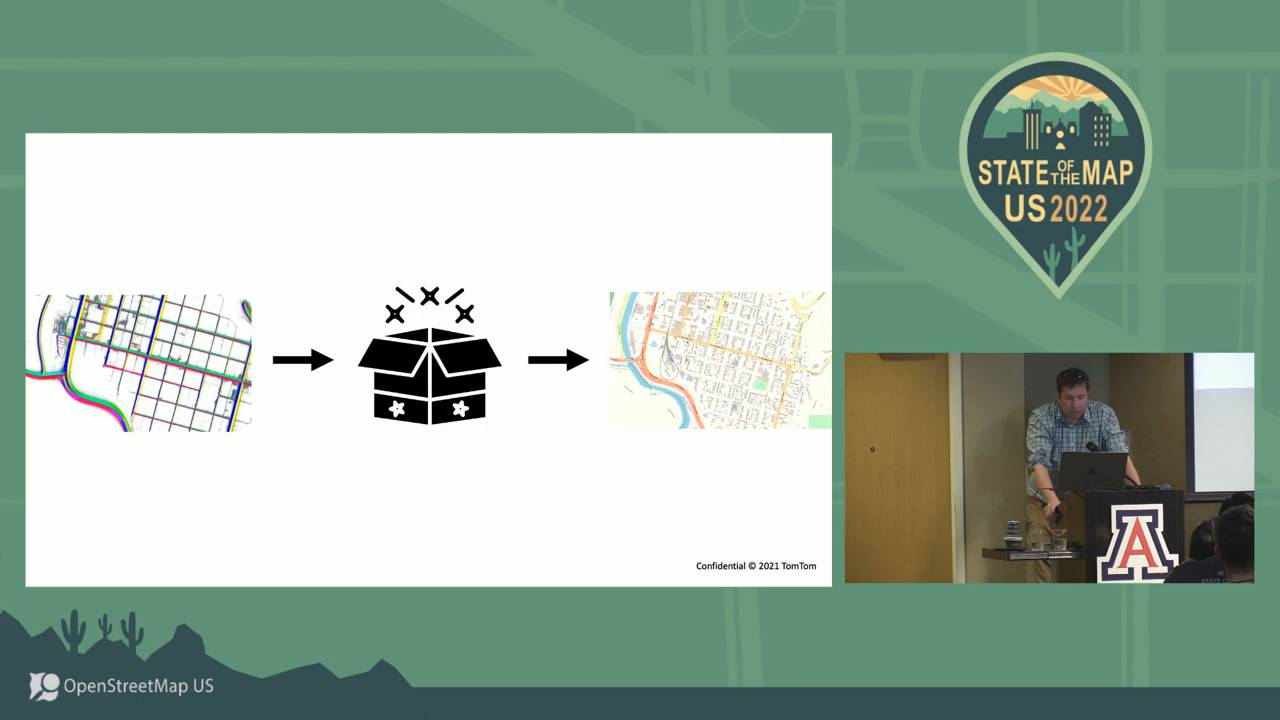 STATE OF THE MAP
US 2022
Confidential © 2021 TomTom
A
OpenStreetMap US